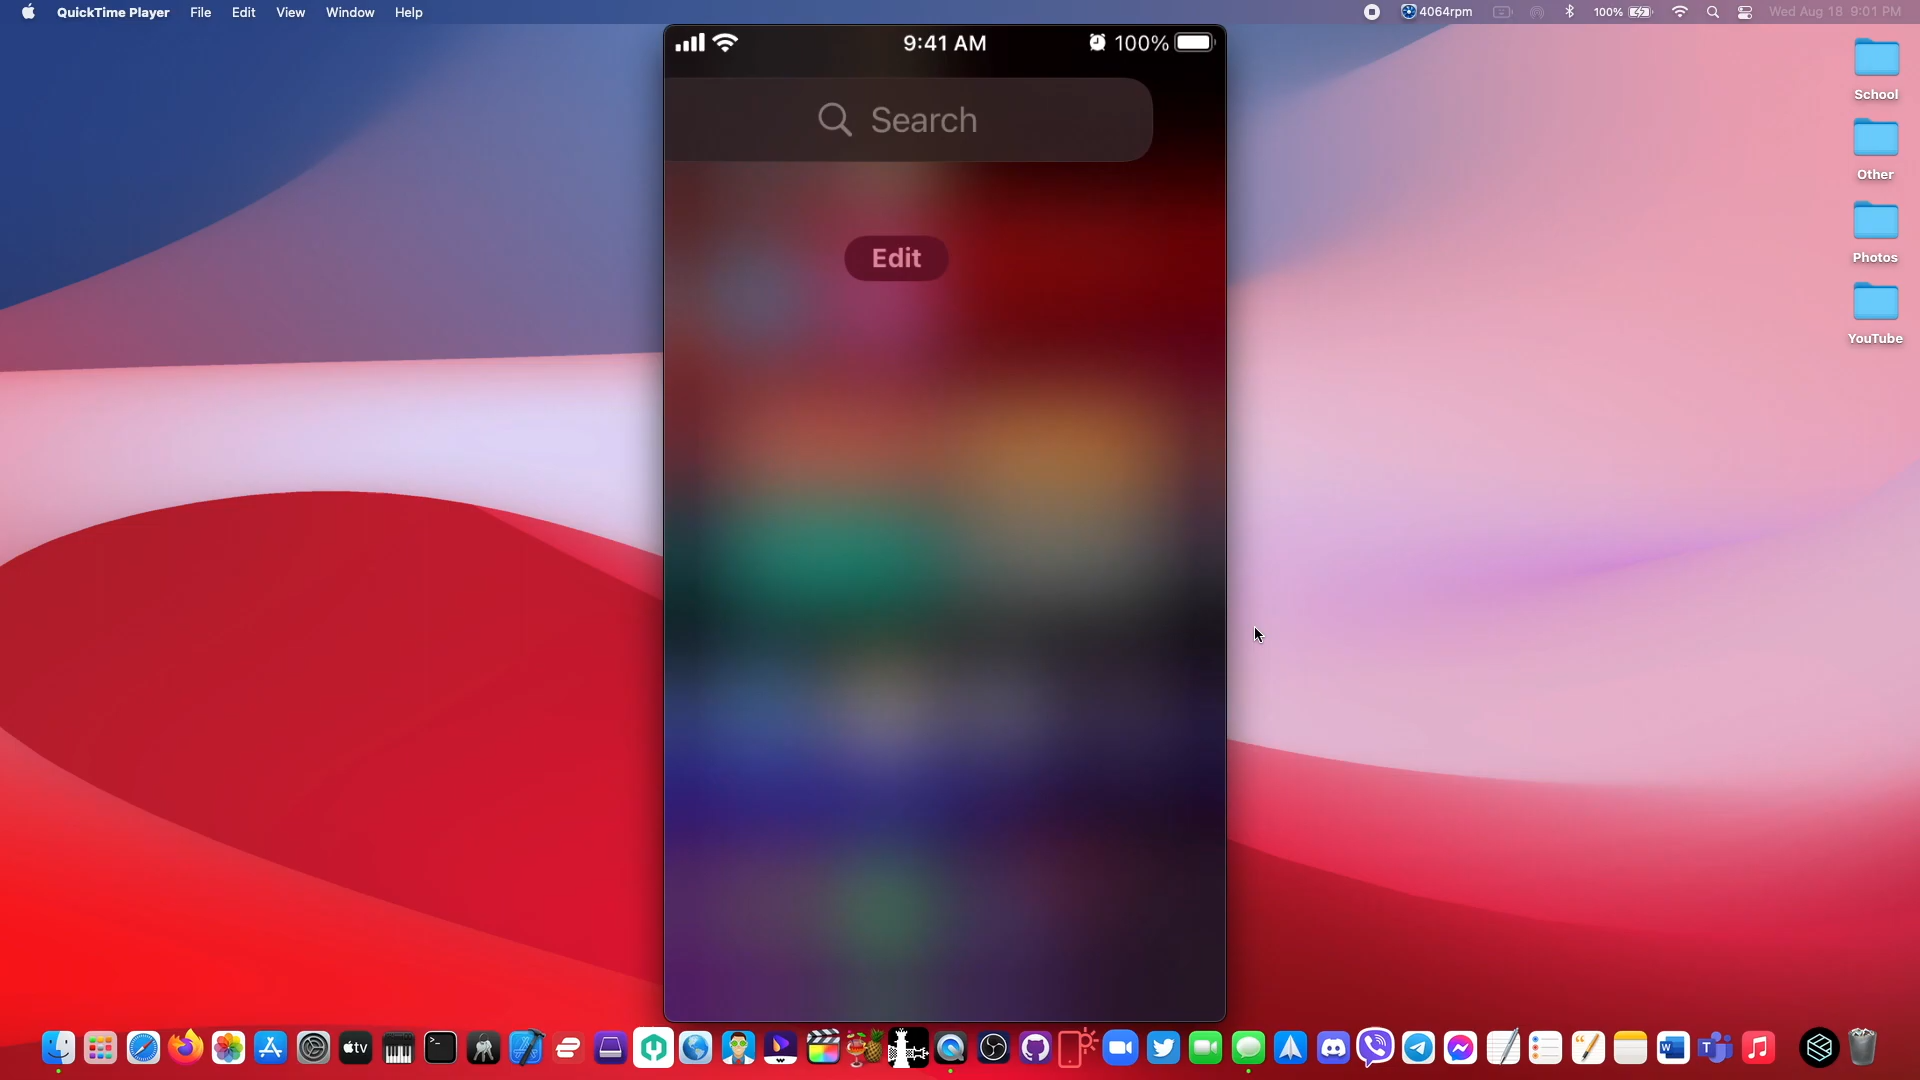 QuickTime Player File Edit View Window Help 4064rpm 100% Wed Aug 18 9:01 PM
9:41 AM 100%
Search
Edit
School
Other
Photos
YouTube
tv